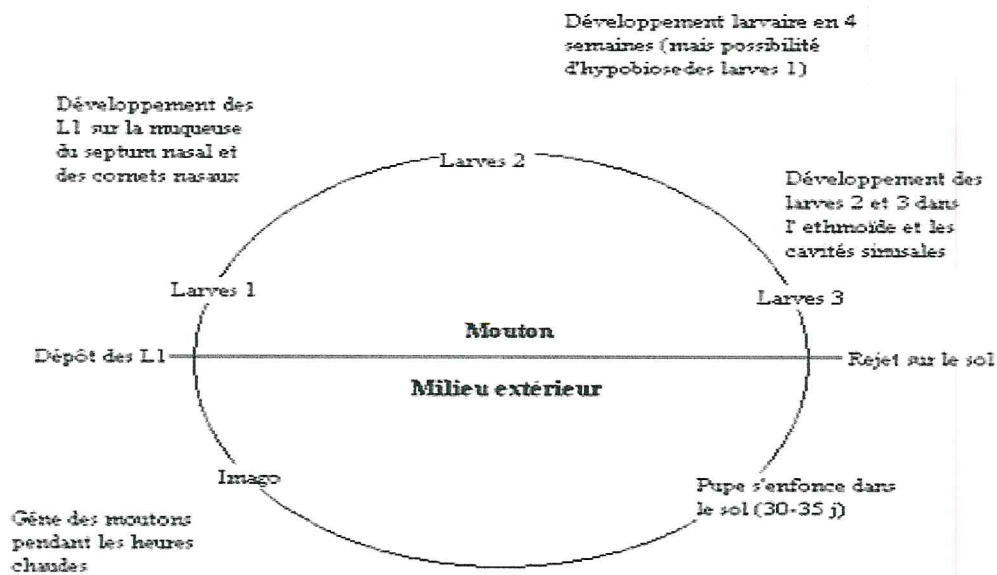 Développement larvaire en 4
semaines (mais possibilité
d'hypobiose des larves 1)
Développement des
L1 sur la muqueuse
du septum nasal et
des cornets nasaux
Larves 2
Développement des
larves 2 et 3 dans
l' ethmoïde et les
cavités sinusales
Larves 1
Larves 3
Mouton
Dépôt des L1
Rejet sur le sol
Milieu extérieur
Imago
Pupe s'enfonce dans
le sol (30-35 j)
Gêne des moutons
pendant les heures
chaudes